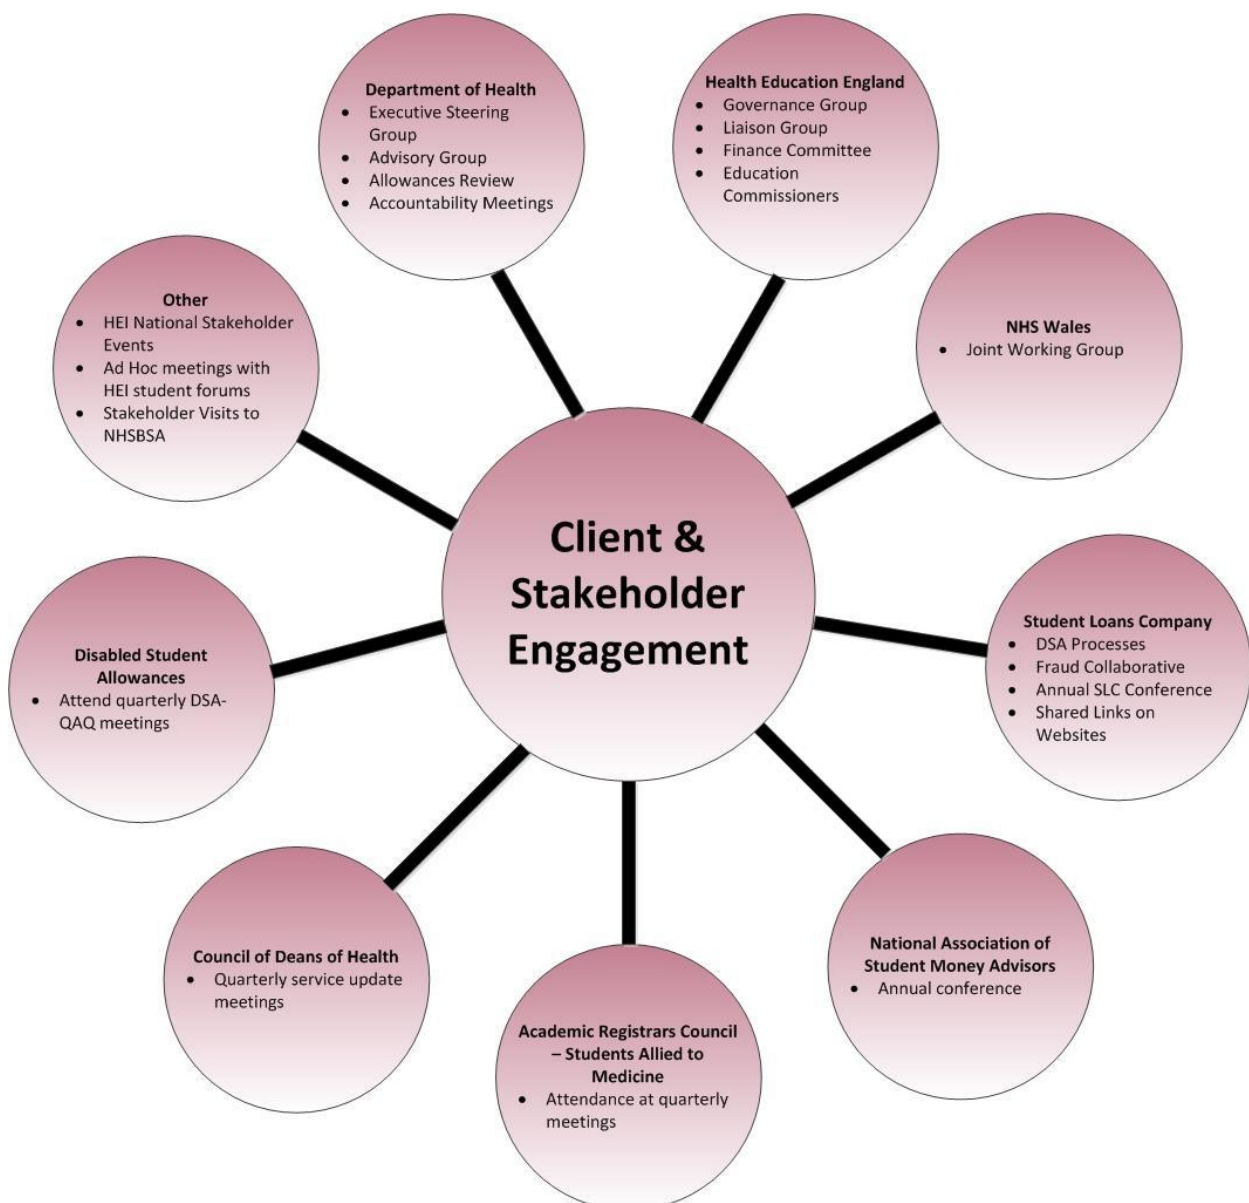 Department of Health
• Executive Steering
Group
• Advisory Group
• Allowances Review
• Accountability Meetings
Health Education England
• Governance Group
• Liaison Group
• Finance Committee
• Education
Commissioners
NHS Wales
• Joint Working Group
Student Loans Company
• DSA Processes
• Fraud Collaborative
• Annual SLC Conference
• Shared Links on
Websites
National Association of
Student Money Advisors
• Annual conference
Academic Registrars Council
– Students Allied to
Medicine
• Attendance at quarterly
meetings
Council of Deans of Health
• Quarterly service update
meetings
Disabled Student
Allowances
• Attend quarterly DSA-
QAQ meetings
Other
• HEI National Stakeholder
Events
• Ad Hoc meetings with
HEI student forums
• Stakeholder Visits to
NHSBSA
Client &
Stakeholder
Engagement